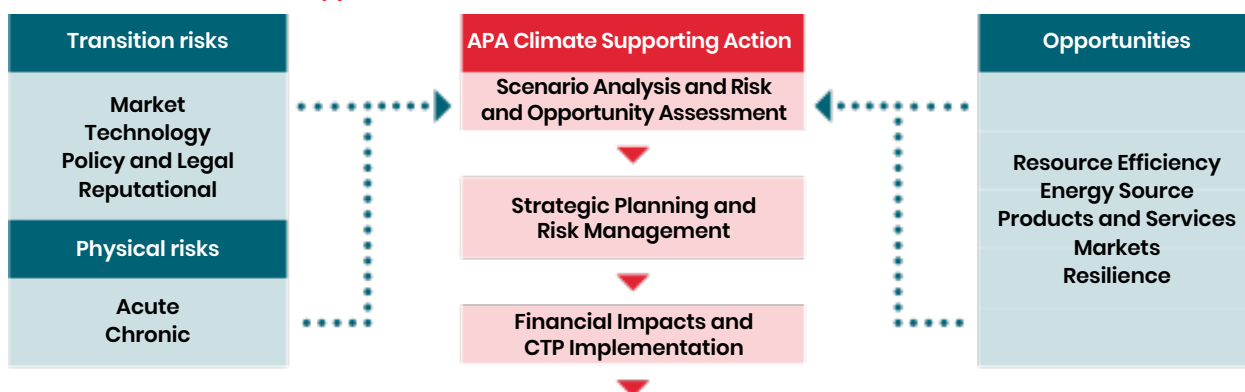 Transition risks
Market
Technology
Policy and Legal
Reputational
Physical risks
Acute
Chronic
APA Climate Supporting Action
Scenario Analysis and Risk
and Opportunity Assessment
Strategic Planning and
Risk Management
Financial Impacts and
CTP Implementation
Opportunities
Resource Efficiency
Energy Source
Products and Services
Markets
Resilience